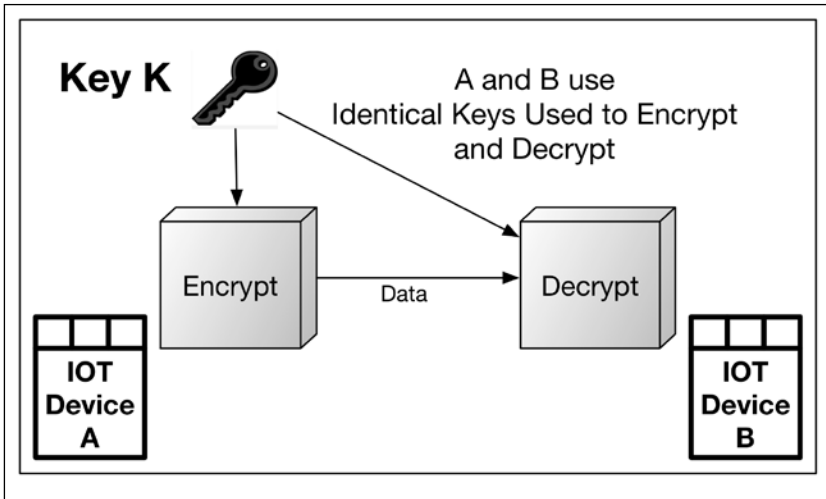 Key K
A and B use
Identical Keys Used to Encrypt
and Decrypt
Encrypt
Data
Decrypt
IOT
Device
A
IOT
Device
B